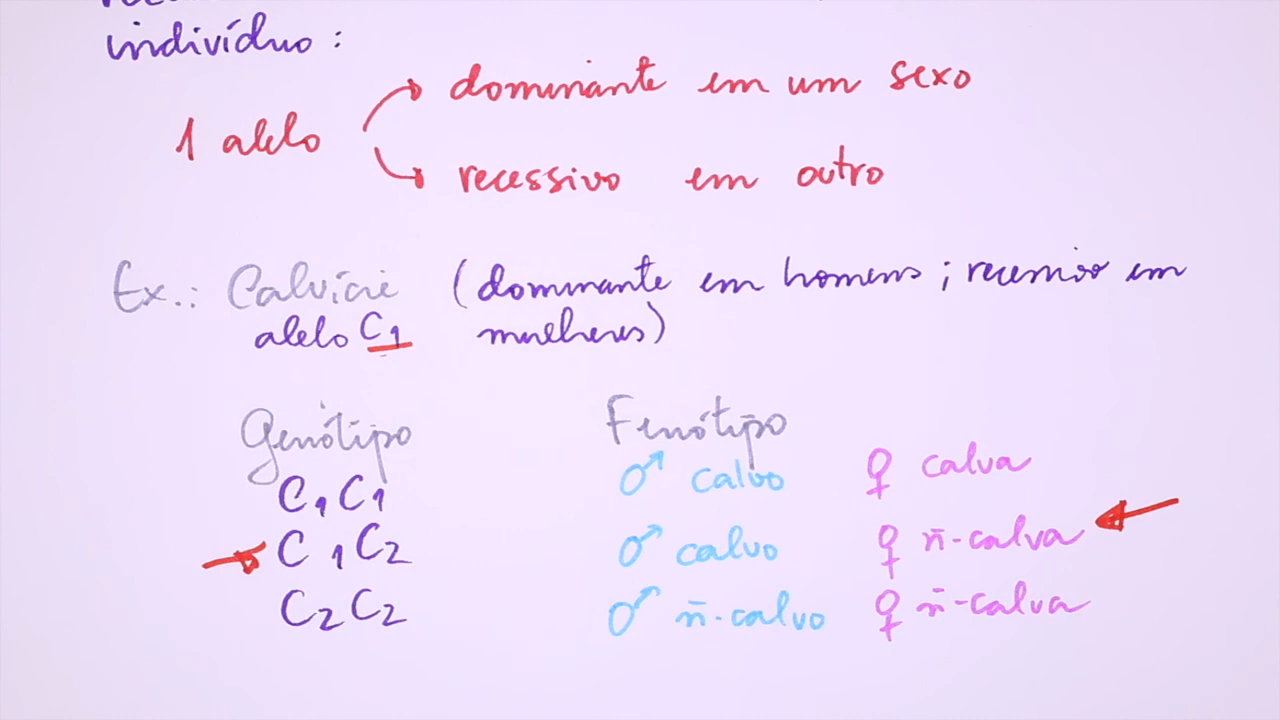 indivíduo:
dominante em um sexo
1 alelo
recessivo em outro
Ex.: Calvície (dominante em homens; recessivo em
alelo C1 mulheres)
Genótipo Fenótipo
C1C1 ♂ calvo ♀ calva
C1C2 ♂ calvo ♀ ñ-calva
C2C2 ♂ ñ-calvo ♀ ñ-calva